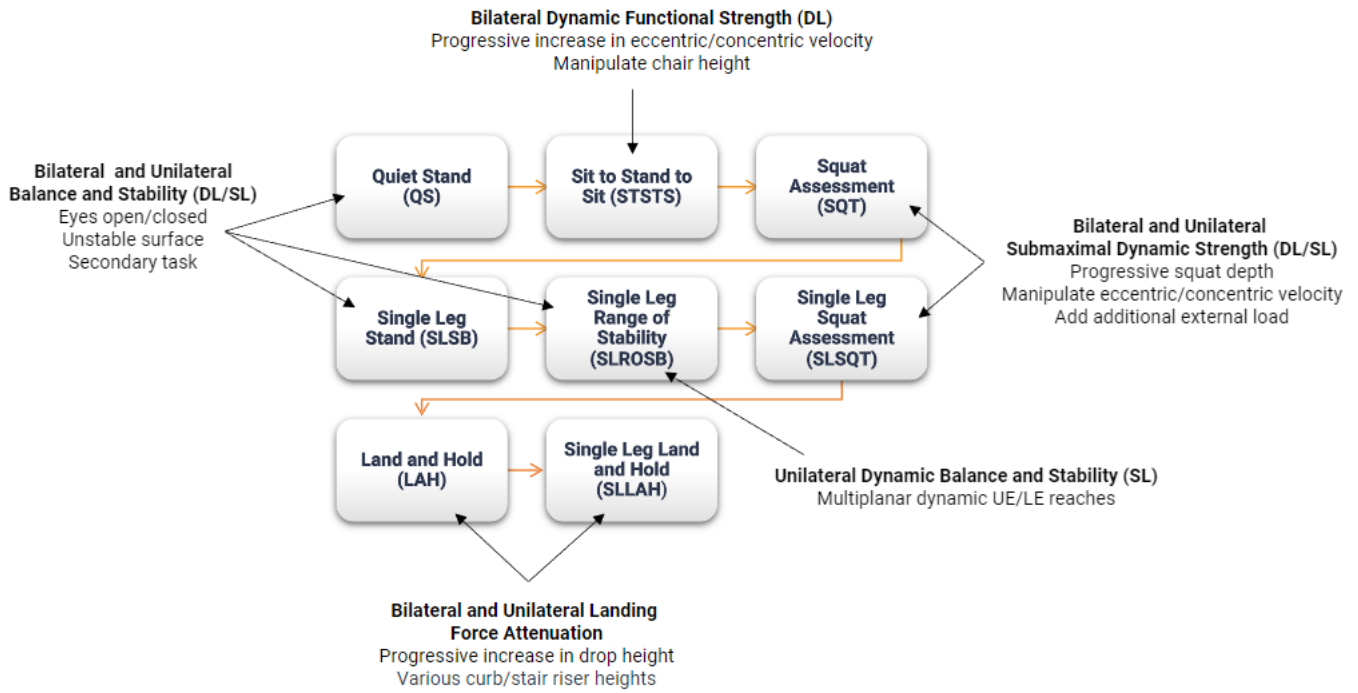 Bilateral Dynamic Functional Strength (DL)
Progressive increase in eccentric/concentric velocity
Manipulate chair height
Bilateral and Unilateral
Balance and Stability (DL/SL)
Eyes open/closed
Unstable surface
Secondary task
Quiet Stand
(QS)
Sit to Stand to
Sit (STSTS)
Squat
Assessment
(SQT)
Bilateral and Unilateral
Submaximal Dynamic Strength (DL/SL)
Progressive squat depth
Manipulate eccentric/concentric velocity
Add additional external load
Single Leg
Stand (SLSB)
Single Leg
Range of
Stability
(SLROSB)
Single Leg
Squat
Assessment
(SLSQT)
Land and Hold
(LAH)
Single Leg Land
and Hold
(SLLAH)
Unilateral Dynamic Balance and Stability (SL)
Multiplanar dynamic UE/LE reaches
Bilateral and Unilateral Landing
Force Attenuation
Progressive increase in drop height
Various curb/stair riser heights